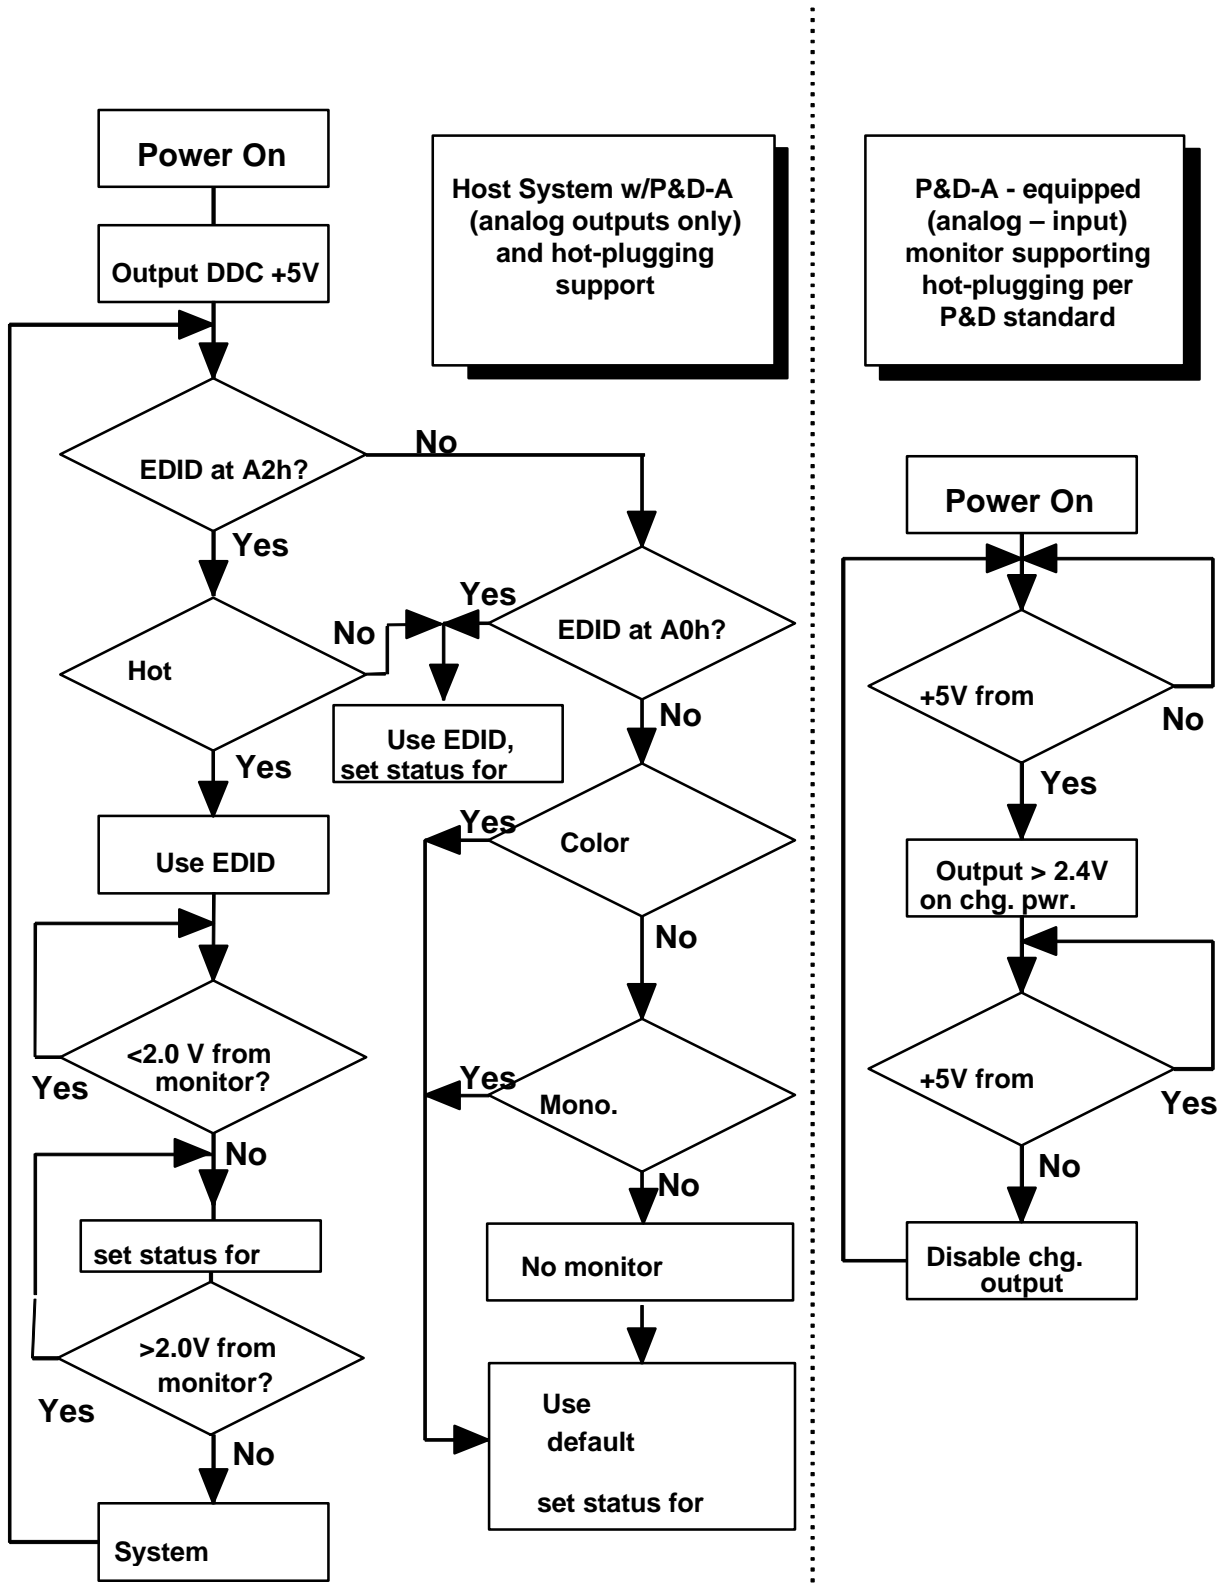 Power On
Output DDC +5V
Host System w/P&D-A
(analog outputs only)
and hot-plugging
support
P&D-A - equipped
(analog – input)
monitor supporting
hot-plugging per
P&D standard
EDID at A2h?
No
Yes
Hot
No
Yes
EDID at A0h?
Yes
No
Use EDID,
set status for
Use EDID
Yes
Color
No
<2.0 V from
monitor?
Yes
No
Yes
Mono.
No
set status for
No monitor
>2.0V from
monitor?
Yes
No
Use
default
set status for
System
Power On
+5V from
No
Yes
Output > 2.4V
on chg. pwr.
+5V from
Yes
No
Disable chg.
output